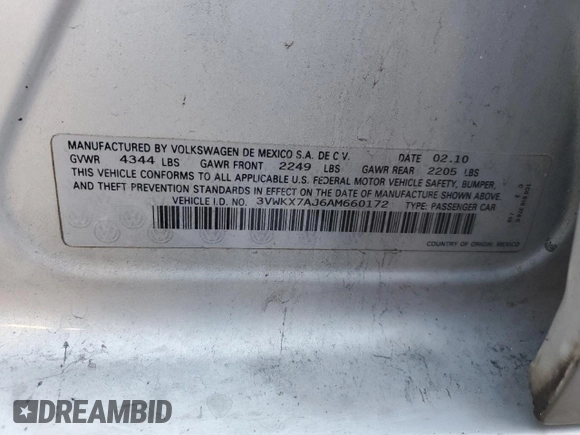 MANUFACTURED BY VOLKSWAGEN DE MEXICO S.A. DE C V. DATE 02.10
GVWR 4344 LBS GAWR FRONT 2249 LBS GAWR REAR 2205 LBS
THIS VEHICLE CONFORMS TO ALL APPLICABLE U.S. FEDERAL MOTOR VEHICLE SAFETY, BUMPER,
AND THEFT PREVENTION STANDARDS IN EFFECT ON THE DATE OF MANUFACTURE SHOWN ABOVE.
VEHICLE I.D. NO. 3VWKX7AJ6AM660172 TYPE: PASSENGER CAR
COUNTRY OF ORIGIN: MEXICO
DREAMBID